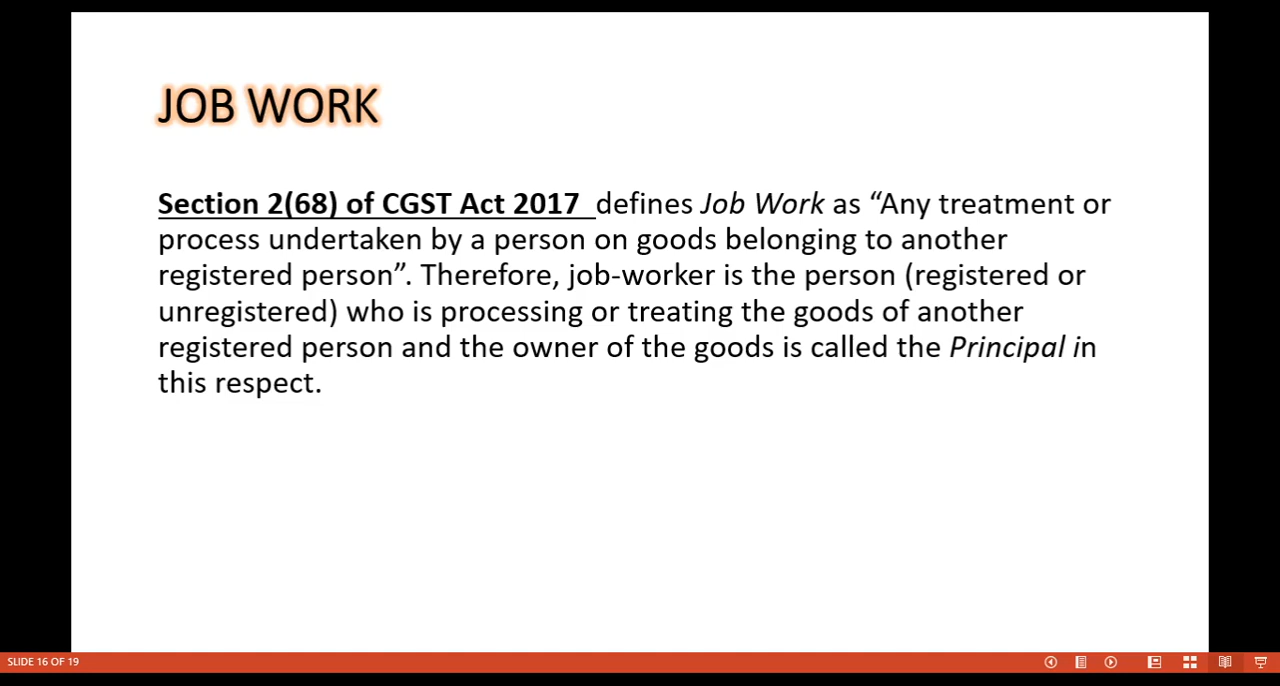 JOB WORK
Section 2(68) of CGST Act 2017 defines Job Work as “Any treatment or
process undertaken by a person on goods belonging to another
registered person”. Therefore, job-worker is the person (registered or
unregistered) who is processing or treating the goods of another
registered person and the owner of the goods is called the Principal in
this respect.
SLIDE 16 OF 19